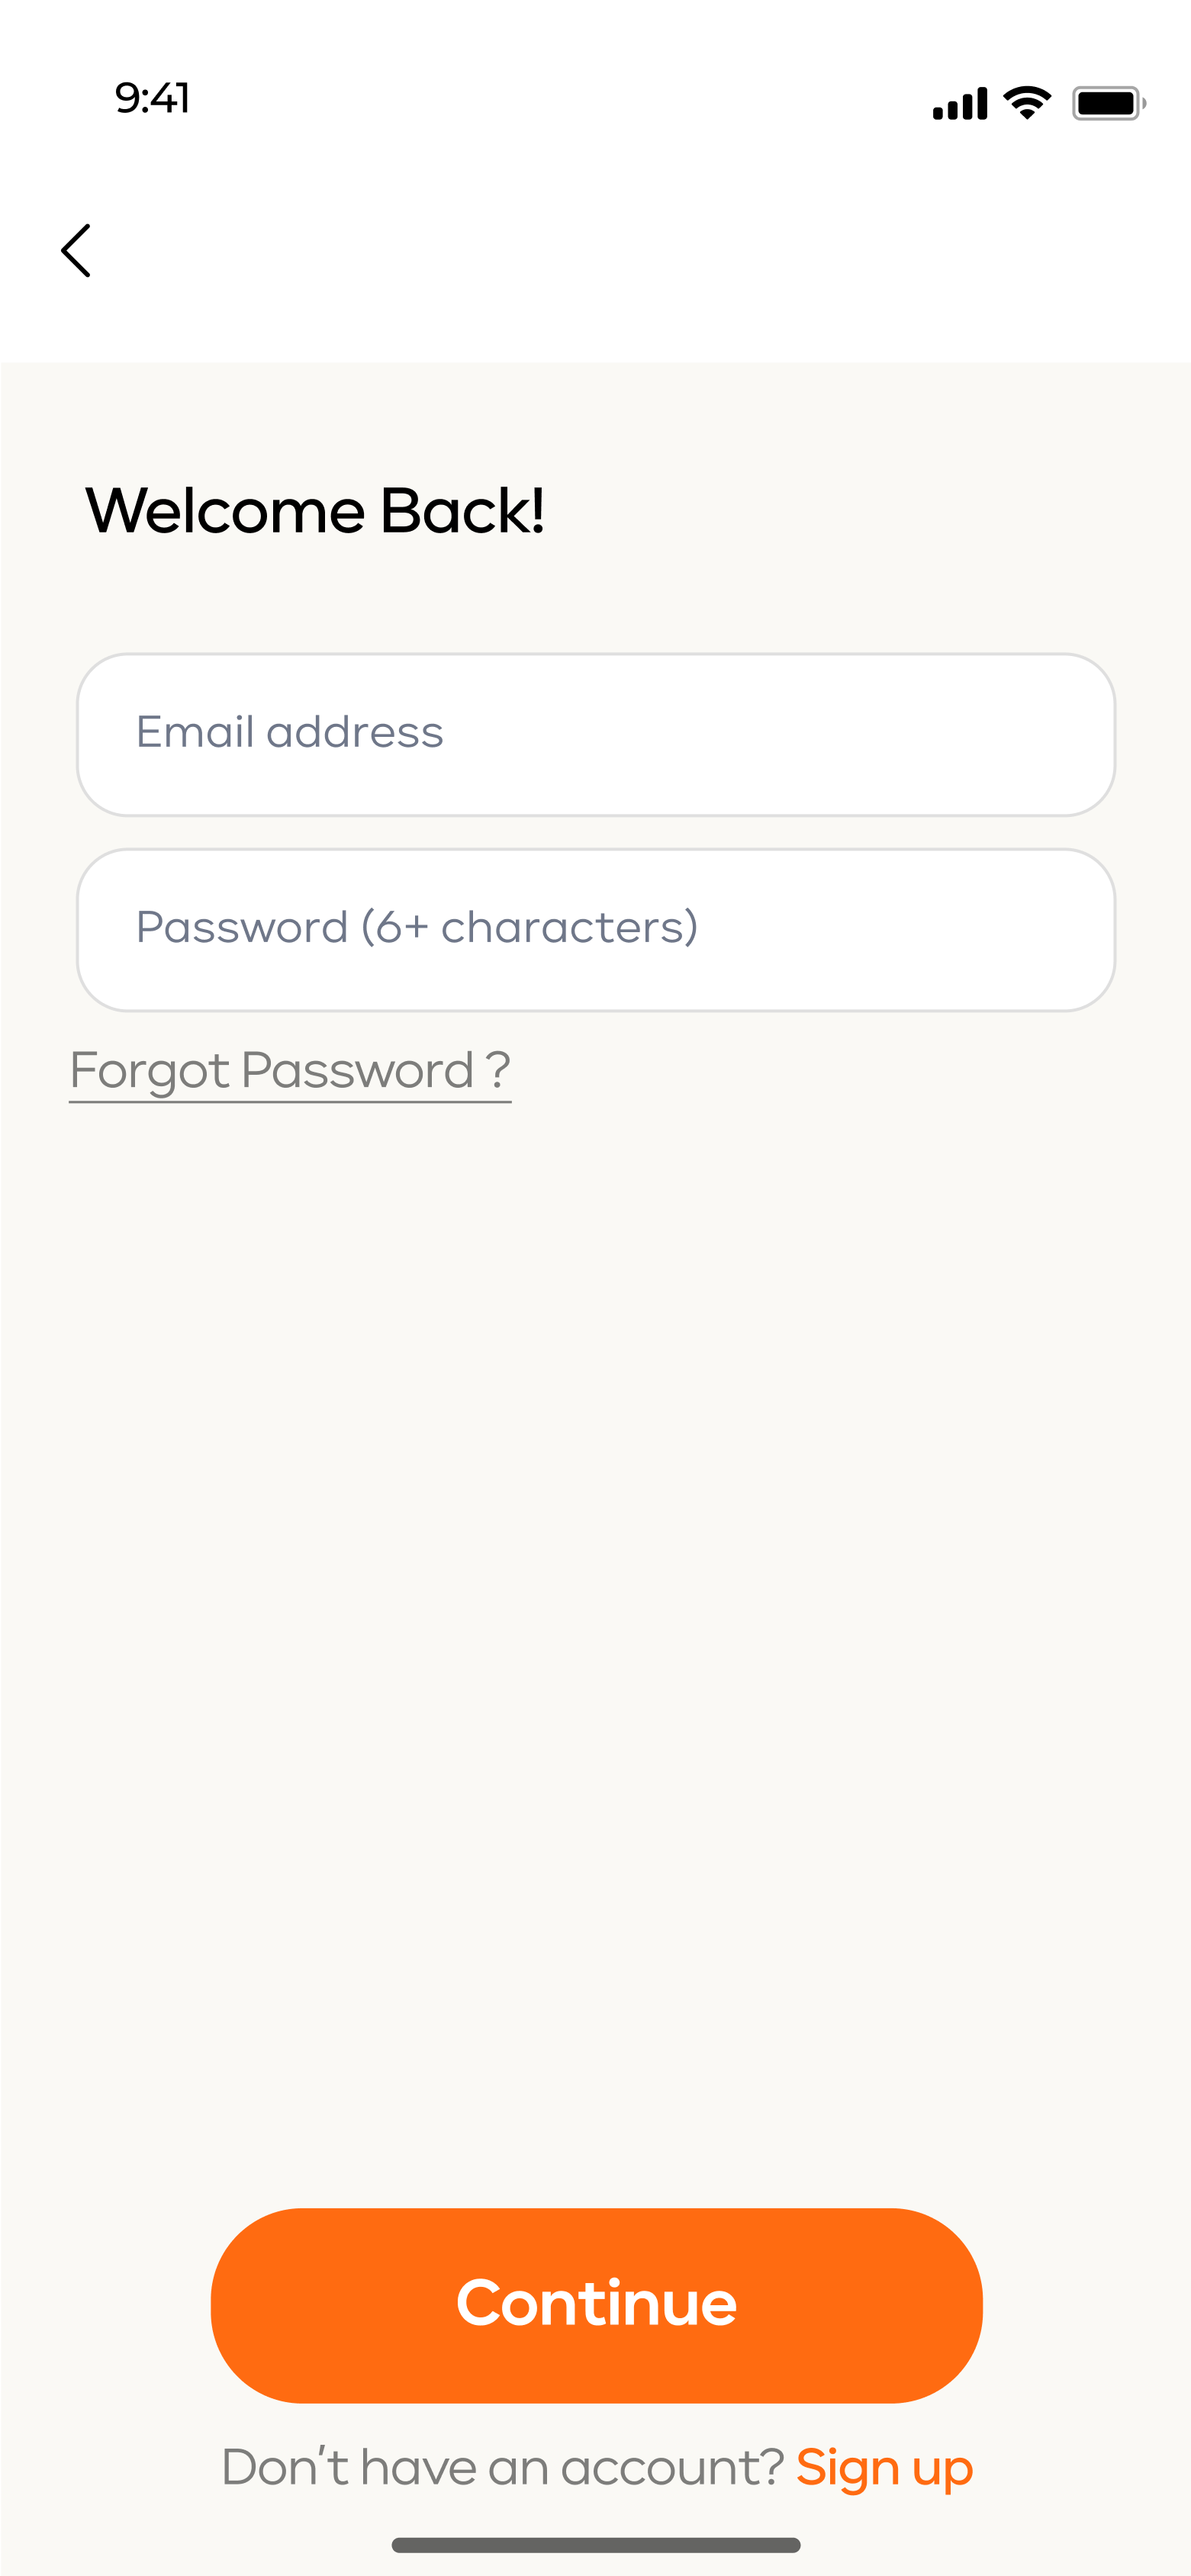 9:41
Welcome Back!
Email address
Password (6+ characters)
Forgot Password ?
Continue
Don't have an account? Sign up